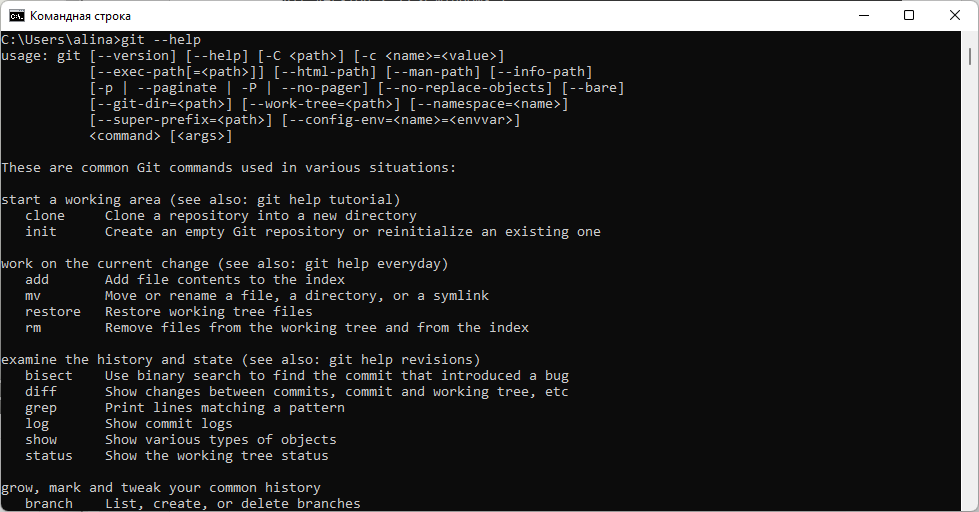 Командная строка
C:\Users\alina>git --help
usage: git [--version] [--help] [-C <path>] [-c <name>=<value>]
           [--exec-path[=<path>]] [--html-path] [--man-path] [--info-path]
           [-p | --paginate | -P | --no-pager] [--no-replace-objects] [--bare]
           [--git-dir=<path>] [--work-tree=<path>] [--namespace=<name>]
           [--super-prefix=<path>] [--config-env=<name>=<envvar>]
           <command> [<args>]

These are common Git commands used in various situations:

start a working area (see also: git help tutorial)
   clone     Clone a repository into a new directory
   init      Create an empty Git repository or reinitialize an existing one

work on the current change (see also: git help everyday)
   add       Add file contents to the index
   mv        Move or rename a file, a directory, or a symlink
   restore   Restore working tree files
   rm        Remove files from the working tree and from the index

examine the history and state (see also: git help revisions)
   bisect    Use binary search to find the commit that introduced a bug
   diff      Show changes between commits, commit and working tree, etc
   grep      Print lines matching a pattern
   log       Show commit logs
   show      Show various types of objects
   status    Show the working tree status

grow, mark and tweak your common history
   branch    List, create, or delete branches